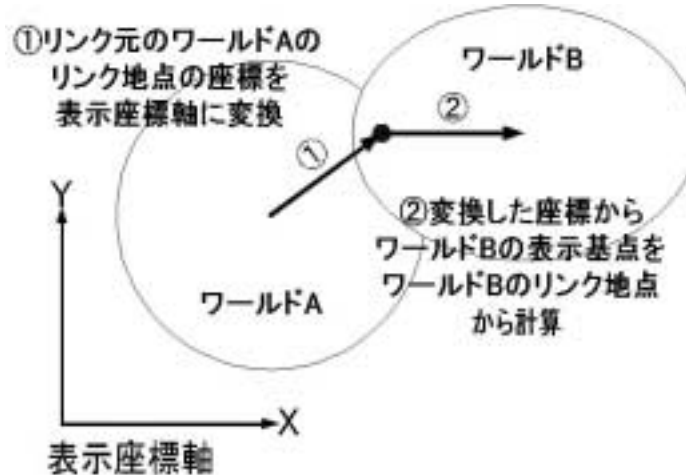 ①リンク元のワールドAの
リンク地点の座標を
表示座標軸に変換
ワールドB
②
①
Y
②変換した座標から
ワールドBの表示基点を
ワールドBのリンク地点
から計算
ワールドA
X
表示座標軸